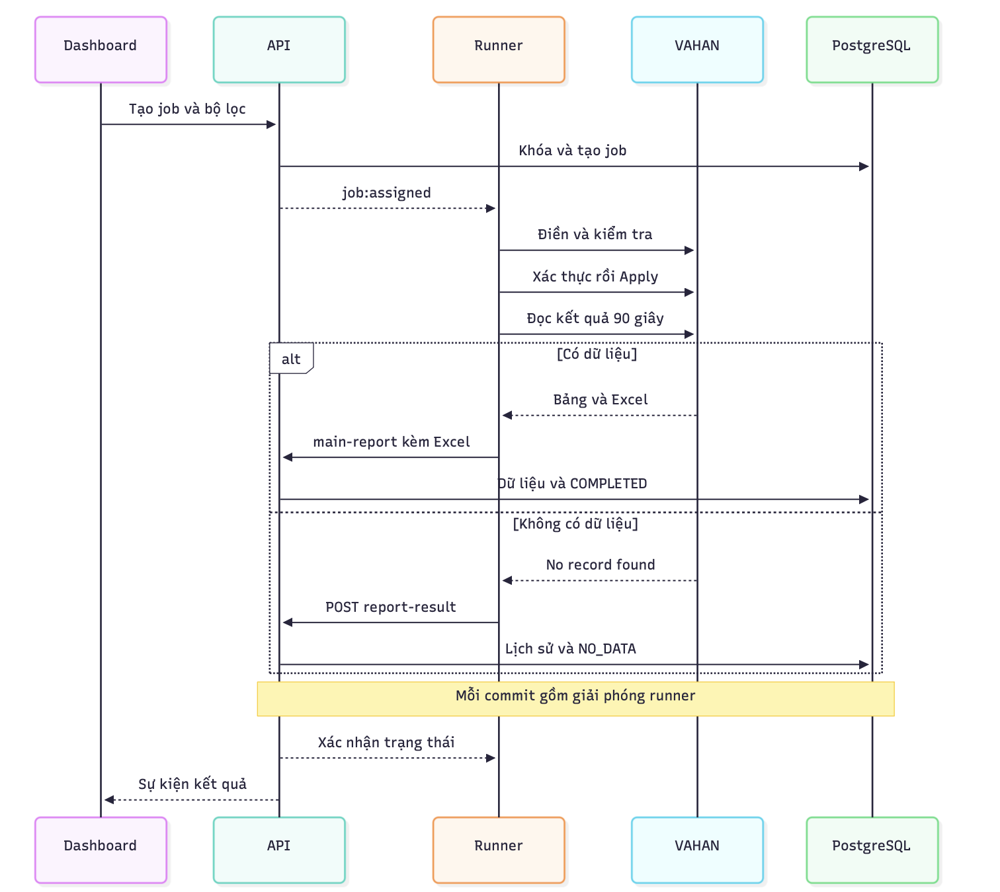 Dashboard
API
Runner
VAHAN
PostgreSQL
Tạo job và bộ lọc
Khóa và tạo job
job:assigned
Điền và kiểm tra
Xác thực rồi Apply
Đọc kết quả 90 giây
alt
[Có dữ liệu]
Bảng và Excel
main-report kèm Excel
Dữ liệu và COMPLETED
[Không có dữ liệu]
No record found
POST report-result
Lịch sử và NO_DATA
Mỗi commit gồm giải phóng runner
Xác nhận trạng thái
Sự kiện kết quả
Dashboard
API
Runner
VAHAN
PostgreSQL